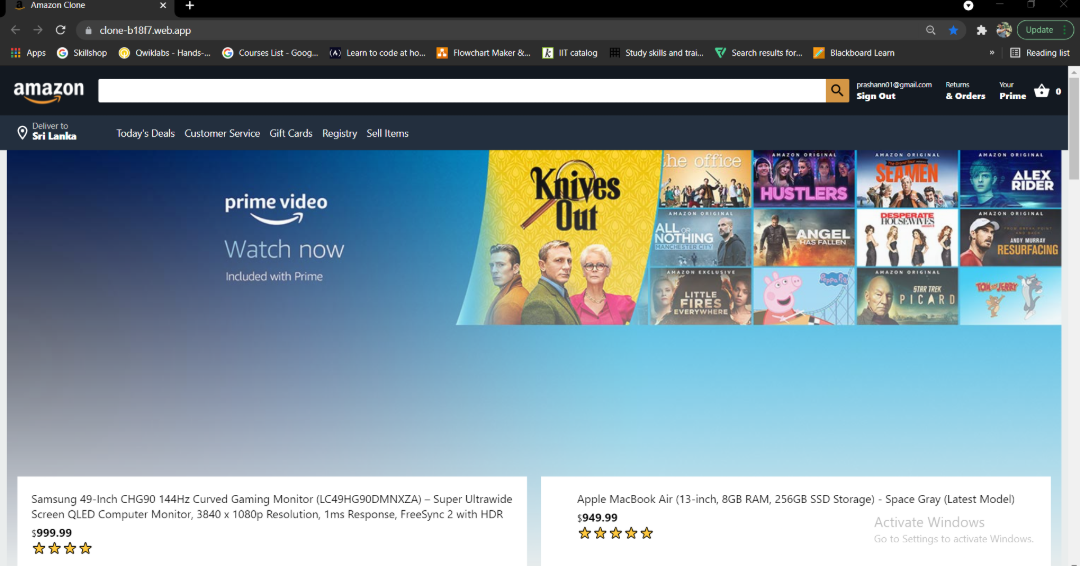 Amazon Clone
clone-b18f7.web.app
Update
Apps Skillshop Qwiklabs - Hands-... Courses List - Goog... Learn to code at ho... Flowchart Maker &... IIT catalog Study skills and trai... Search results for... Blackboard Learn » Reading list
amazon
prashann01@gmail.com
Sign Out
Returns
& Orders
Your
Prime
0
Deliver to
Sri Lanka
Today's Deals Customer Service Gift Cards Registry Sell Items
prime video
Watch now
Included with Prime
Knives
Out
he office
AMAZON ORIGINAL
HUSTLERS
AMAZON ORIGINAL
SEAMEN
AMAZON ORIGINAL
ALEX
RIDER
AMAZON ORIGINAL
ALL OR
NOTHING
MANCHESTER CITY
ANGEL
HAS FALLEN
DESPERATE
HOUSEWIVES
AMAZON ORIGINAL
ANDY MURRAY
RESURFACING
AMAZON EXCLUSIVE
LITTLE
FIRES
EVERYWHERE
Peppa Pig
AMAZON ORIGINAL
STAR TREK
PICARD
TOM AND JERRY
Samsung 49-Inch CHG90 144Hz Curved Gaming Monitor (LC49HG90DMNXZA) – Super Ultrawide
Screen QLED Computer Monitor, 3840 x 1080p Resolution, 1ms Response, FreeSync 2 with HDR
$999.99
Apple MacBook Air (13-inch, 8GB RAM, 256GB SSD Storage) - Space Gray (Latest Model)
$949.99
Activate Windows
Go to Settings to activate Windows.